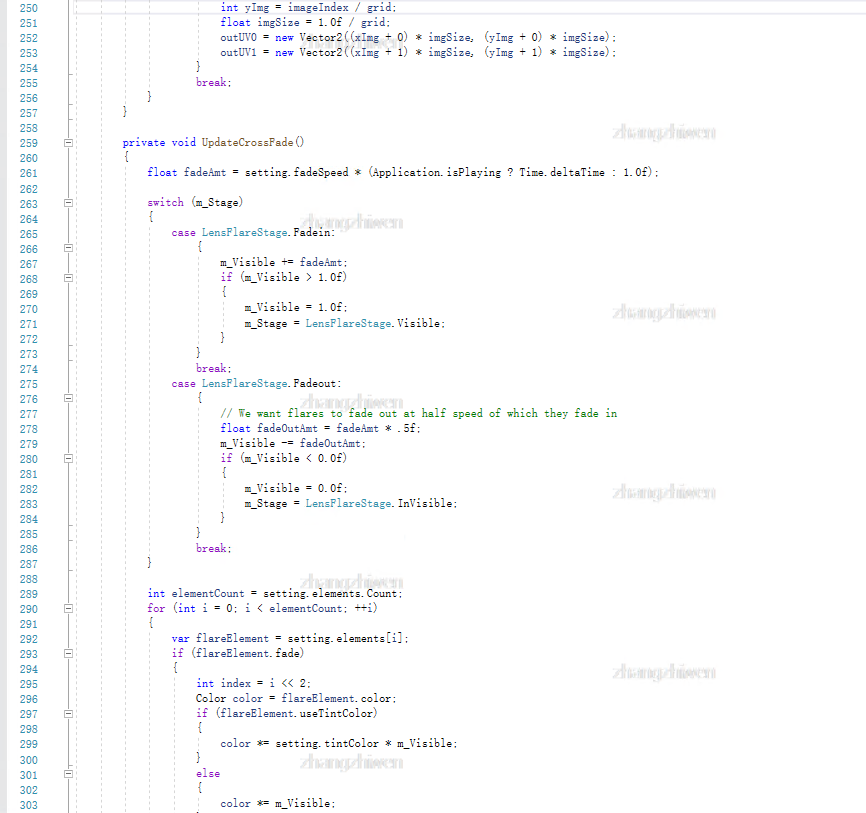 250 int yImg = imageIndex / grid;
251 float imgSize = 1.0f / grid;
252 outUV0 = new Vector2((xImg + 0) * imgSize, (yImg + 0) * imgSize);
253 outUV1 = new Vector2((xImg + 1) * imgSize, (yImg + 1) * imgSize);
254 }
255 break;
256 }
257 }
258 zhangzhiwen
259 private void UpdateCrossFade()
260 {
261 float fadeAmt = setting.fadeSpeed * (Application.isPlaying ? Time.deltaTime : 1.0f);
262
263 switch (m_Stage)
264 { zhangzhiwen
265 case LensFlareStage.Fadein:
266 {
267 m_Visible += fadeAmt;
268 if (m_Visible > 1.0f)
269 {
270 m_Visible = 1.0f; zhangzhiwen
271 m_Stage = LensFlareStage.Visible;
272 }
273 }
274 break;
275 case LensFlareStage.Fadeout:
276 { zhangzhiwen
277 // We want flares to fade out at half speed of which they fade in
278 float fadeOutAmt = fadeAmt * .5f;
279 m_Visible -= fadeOutAmt;
280 if (m_Visible < 0.0f)
281 {
282 m_Visible = 0.0f; zhangzhiwen
283 m_Stage = LensFlareStage.InVisible;
284 }
285 }
286 break;
287 }
288 zhangzhiwen
289 int elementCount = setting.elements.Count;
290 for (int i = 0; i < elementCount; ++i)
291 {
292 var flareElement = setting.elements[i];
293 if (flareElement.fade)
294 { zhangzhiwen
295 int index = i << 2;
296 Color color = flareElement.color;
297 if (flareElement.useTintColor)
298 {
299 color *= setting.tintColor * m_Visible;
300 } zhangzhiwen
301 else
302 {
303 color *= m_Visible;